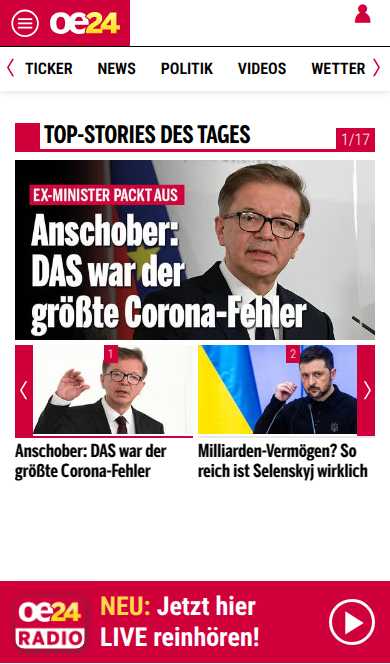 oe24
TICKER NEWS POLITIK VIDEOS WETTER
TOP-STORIES DES TAGES
1/17
EX-MINISTER PACKT AUS
Anschober:
DAS war der
größte Corona-Fehler
1
2
Anschober: DAS war der
größte Corona-Fehler
Milliarden-Vermögen? So
reich ist Selenskyj wirklich
oe24
RADIO
NEU: Jetzt hier
LIVE reinhören!